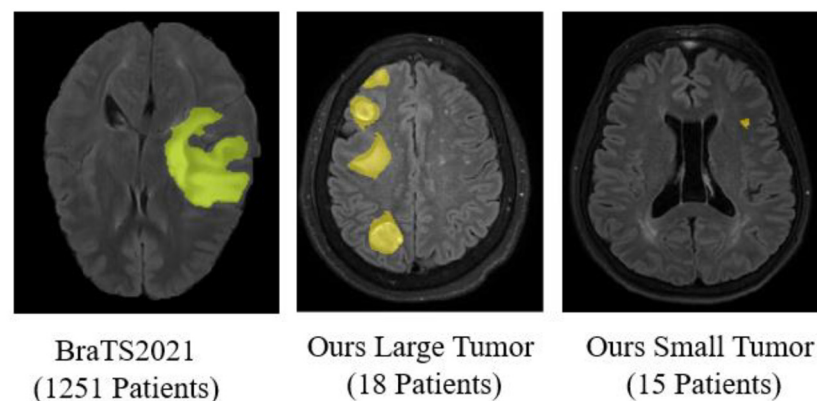 BraTS2021
(1251 Patients)
Ours Large Tumor
(18 Patients)
Ours Small Tumor
(15 Patients)